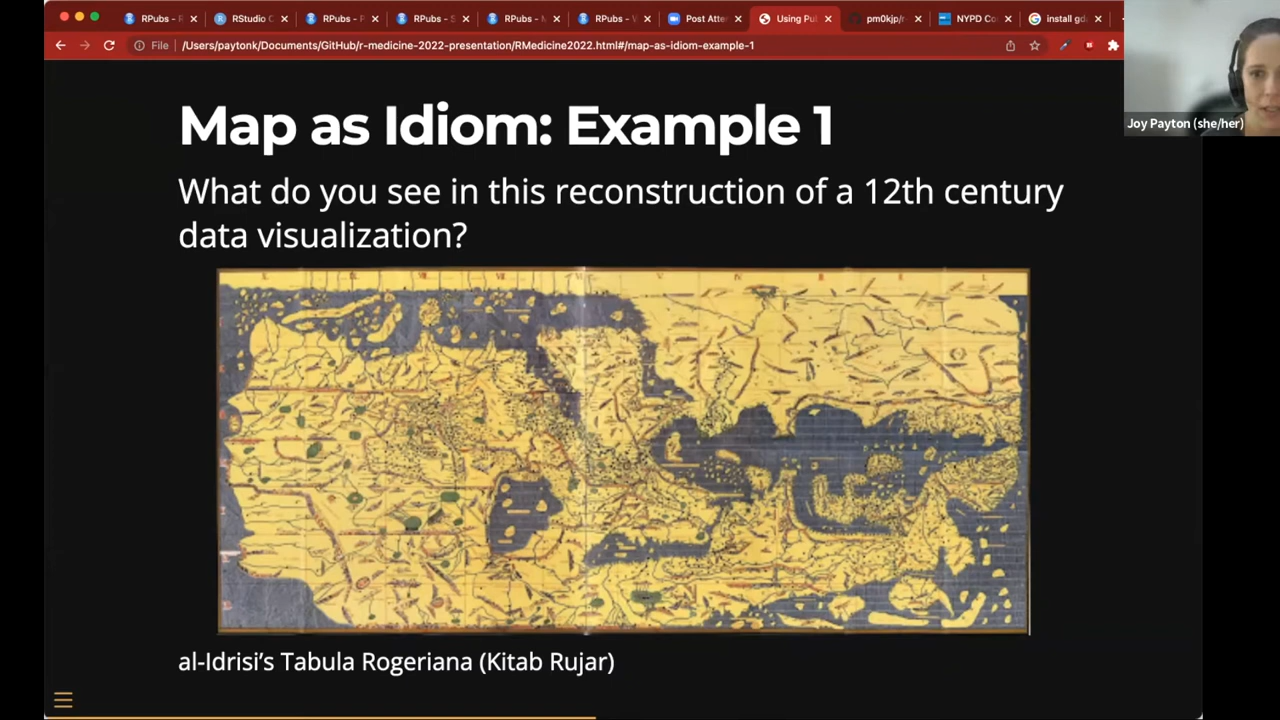 RPubs - R
RStudio C
RPubs - P
RPubs - S
RPubs - M
RPubs - V
Post Atte
Using Pu
pm0kjp/r
NYPD Co
install gd
File
/Users/paytonk/Documents/GitHub/r-medicine-2022-presentation/RMedicine2022.html#/map-as-idiom-example-1
Joy Payton (she/her)
Map as Idiom: Example 1
What do you see in this reconstruction of a 12th century
data visualization?
al-Idrisi’s Tabula Rogeriana (Kitab Rujar)